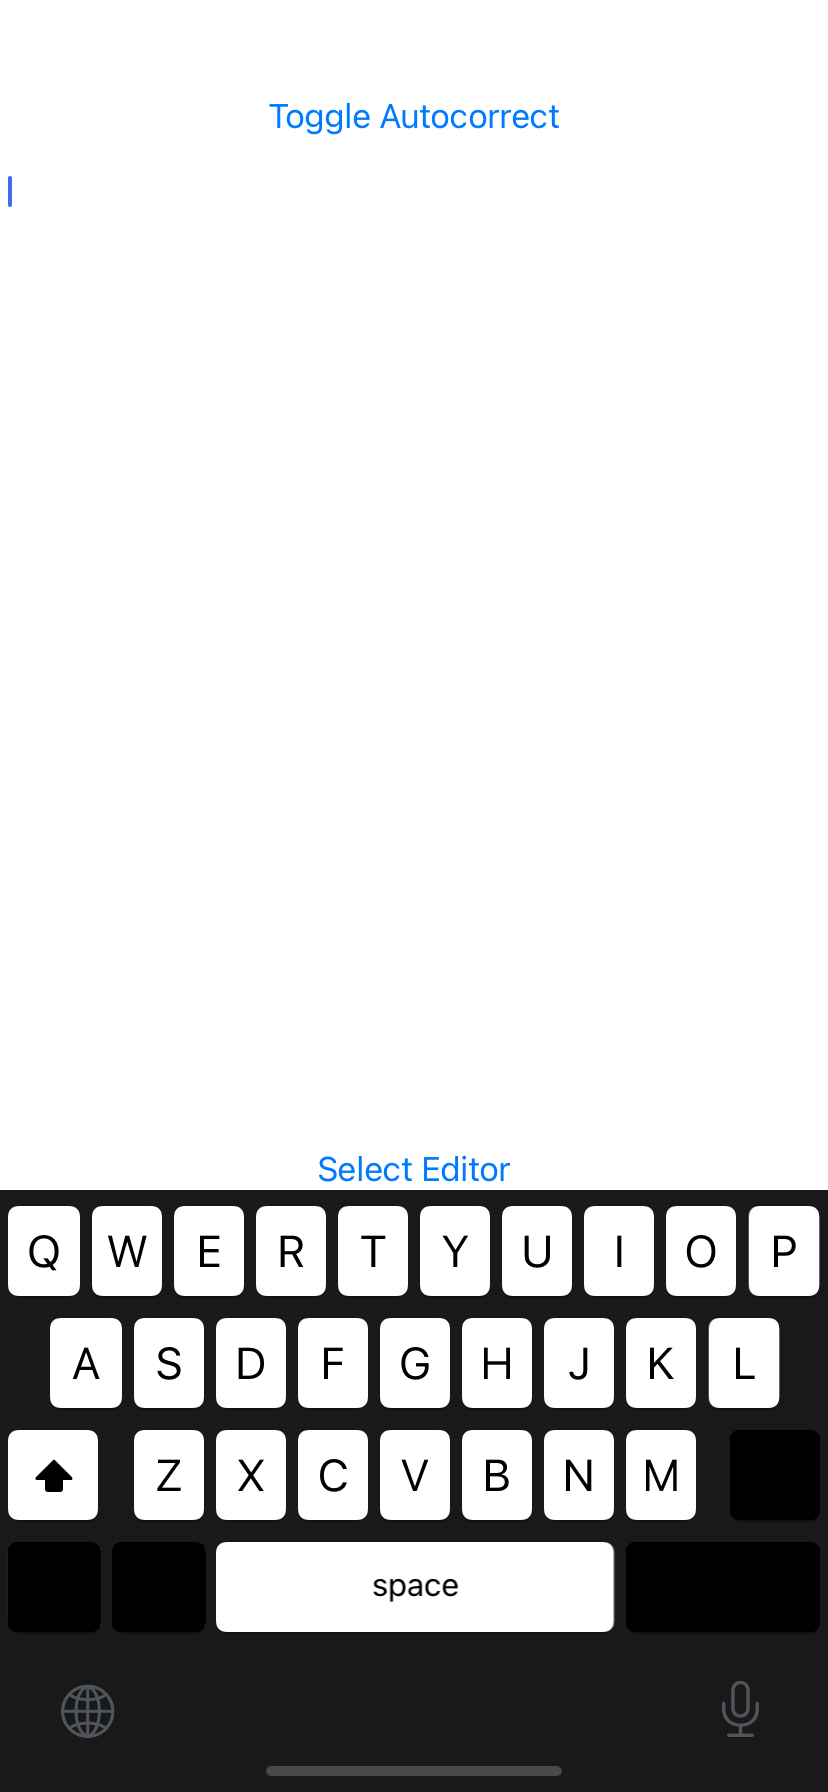 Toggle Autocorrect
Select Editor
Q W E R T Y U I O P
A S D F G H J K L
Z X C V B N M
space